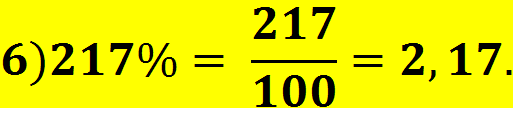 6)217% = 217/100 = 2,17.